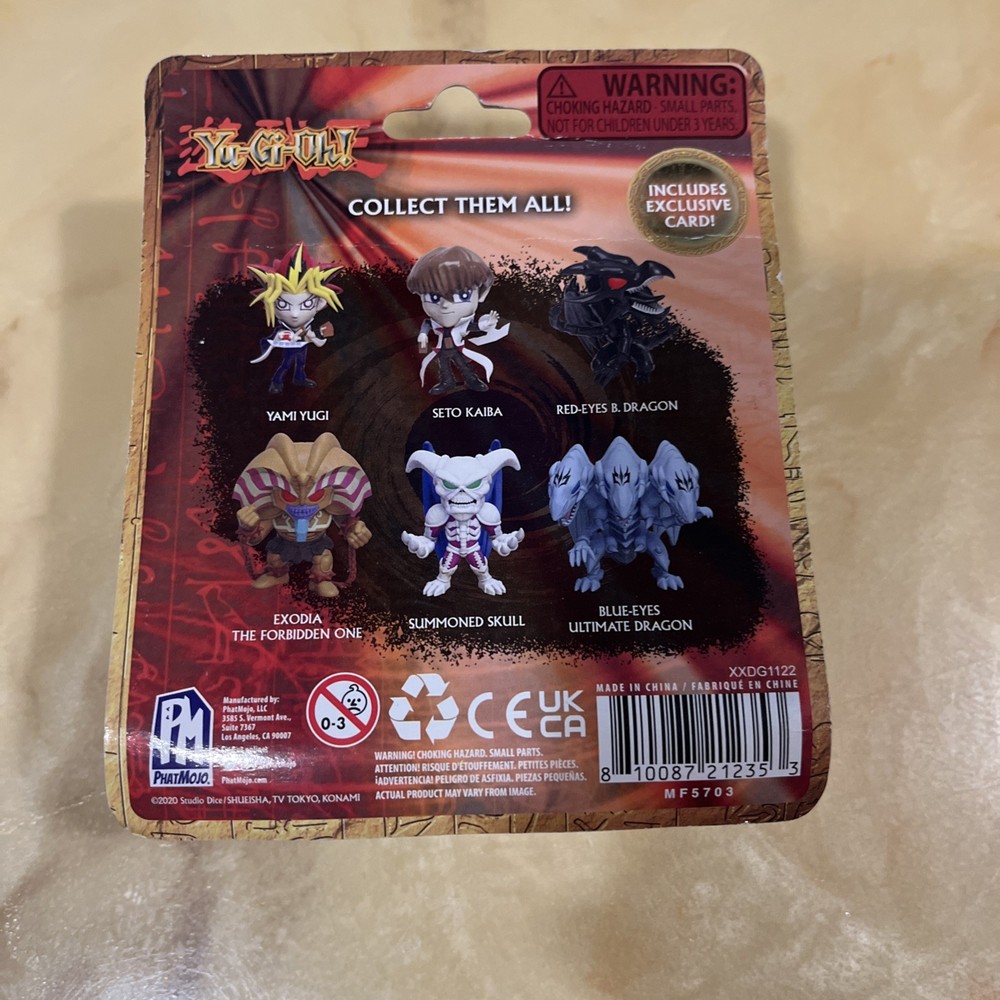 WARNING:
CHOKING HAZARD - SMALL PARTS.
NOT FOR CHILDREN UNDER 3 YEARS.
Yu-Gi-Oh!
COLLECT THEM ALL!
INCLUDES
EXCLUSIVE
CARD!
YAMI YUGI
SETO KAIBA
RED-EYES B. DRAGON
EXODIA
THE FORBIDDEN ONE
SUMMONED SKULL
BLUE-EYES
ULTIMATE DRAGON
XXDG1122
MADE IN CHINA / FABRIQUÉ EN CHINE
PM
PHATMOJO
Manufactured by:
PhatMojo, LLC
3585 S. Vermont Ave.,
Suite 7367
Los Angeles, CA 90007
PhatMojo.com
0-3
CE
UK
CA
WARNING! CHOKING HAZARD. SMALL PARTS.
ATTENTION! RISQUE D'ÉTOUFFEMENT. PETITES PIÈCES.
¡ADVERTENCIA! PELIGRO DE ASFIXIA. PIEZAS PEQUEÑAS.
ACTUAL PRODUCT MAY VARY FROM IMAGE.
8 10087 21235 3
MF5703
©2020 Studio Dice/SHUEISHA, TV TOKYO, KONAMI